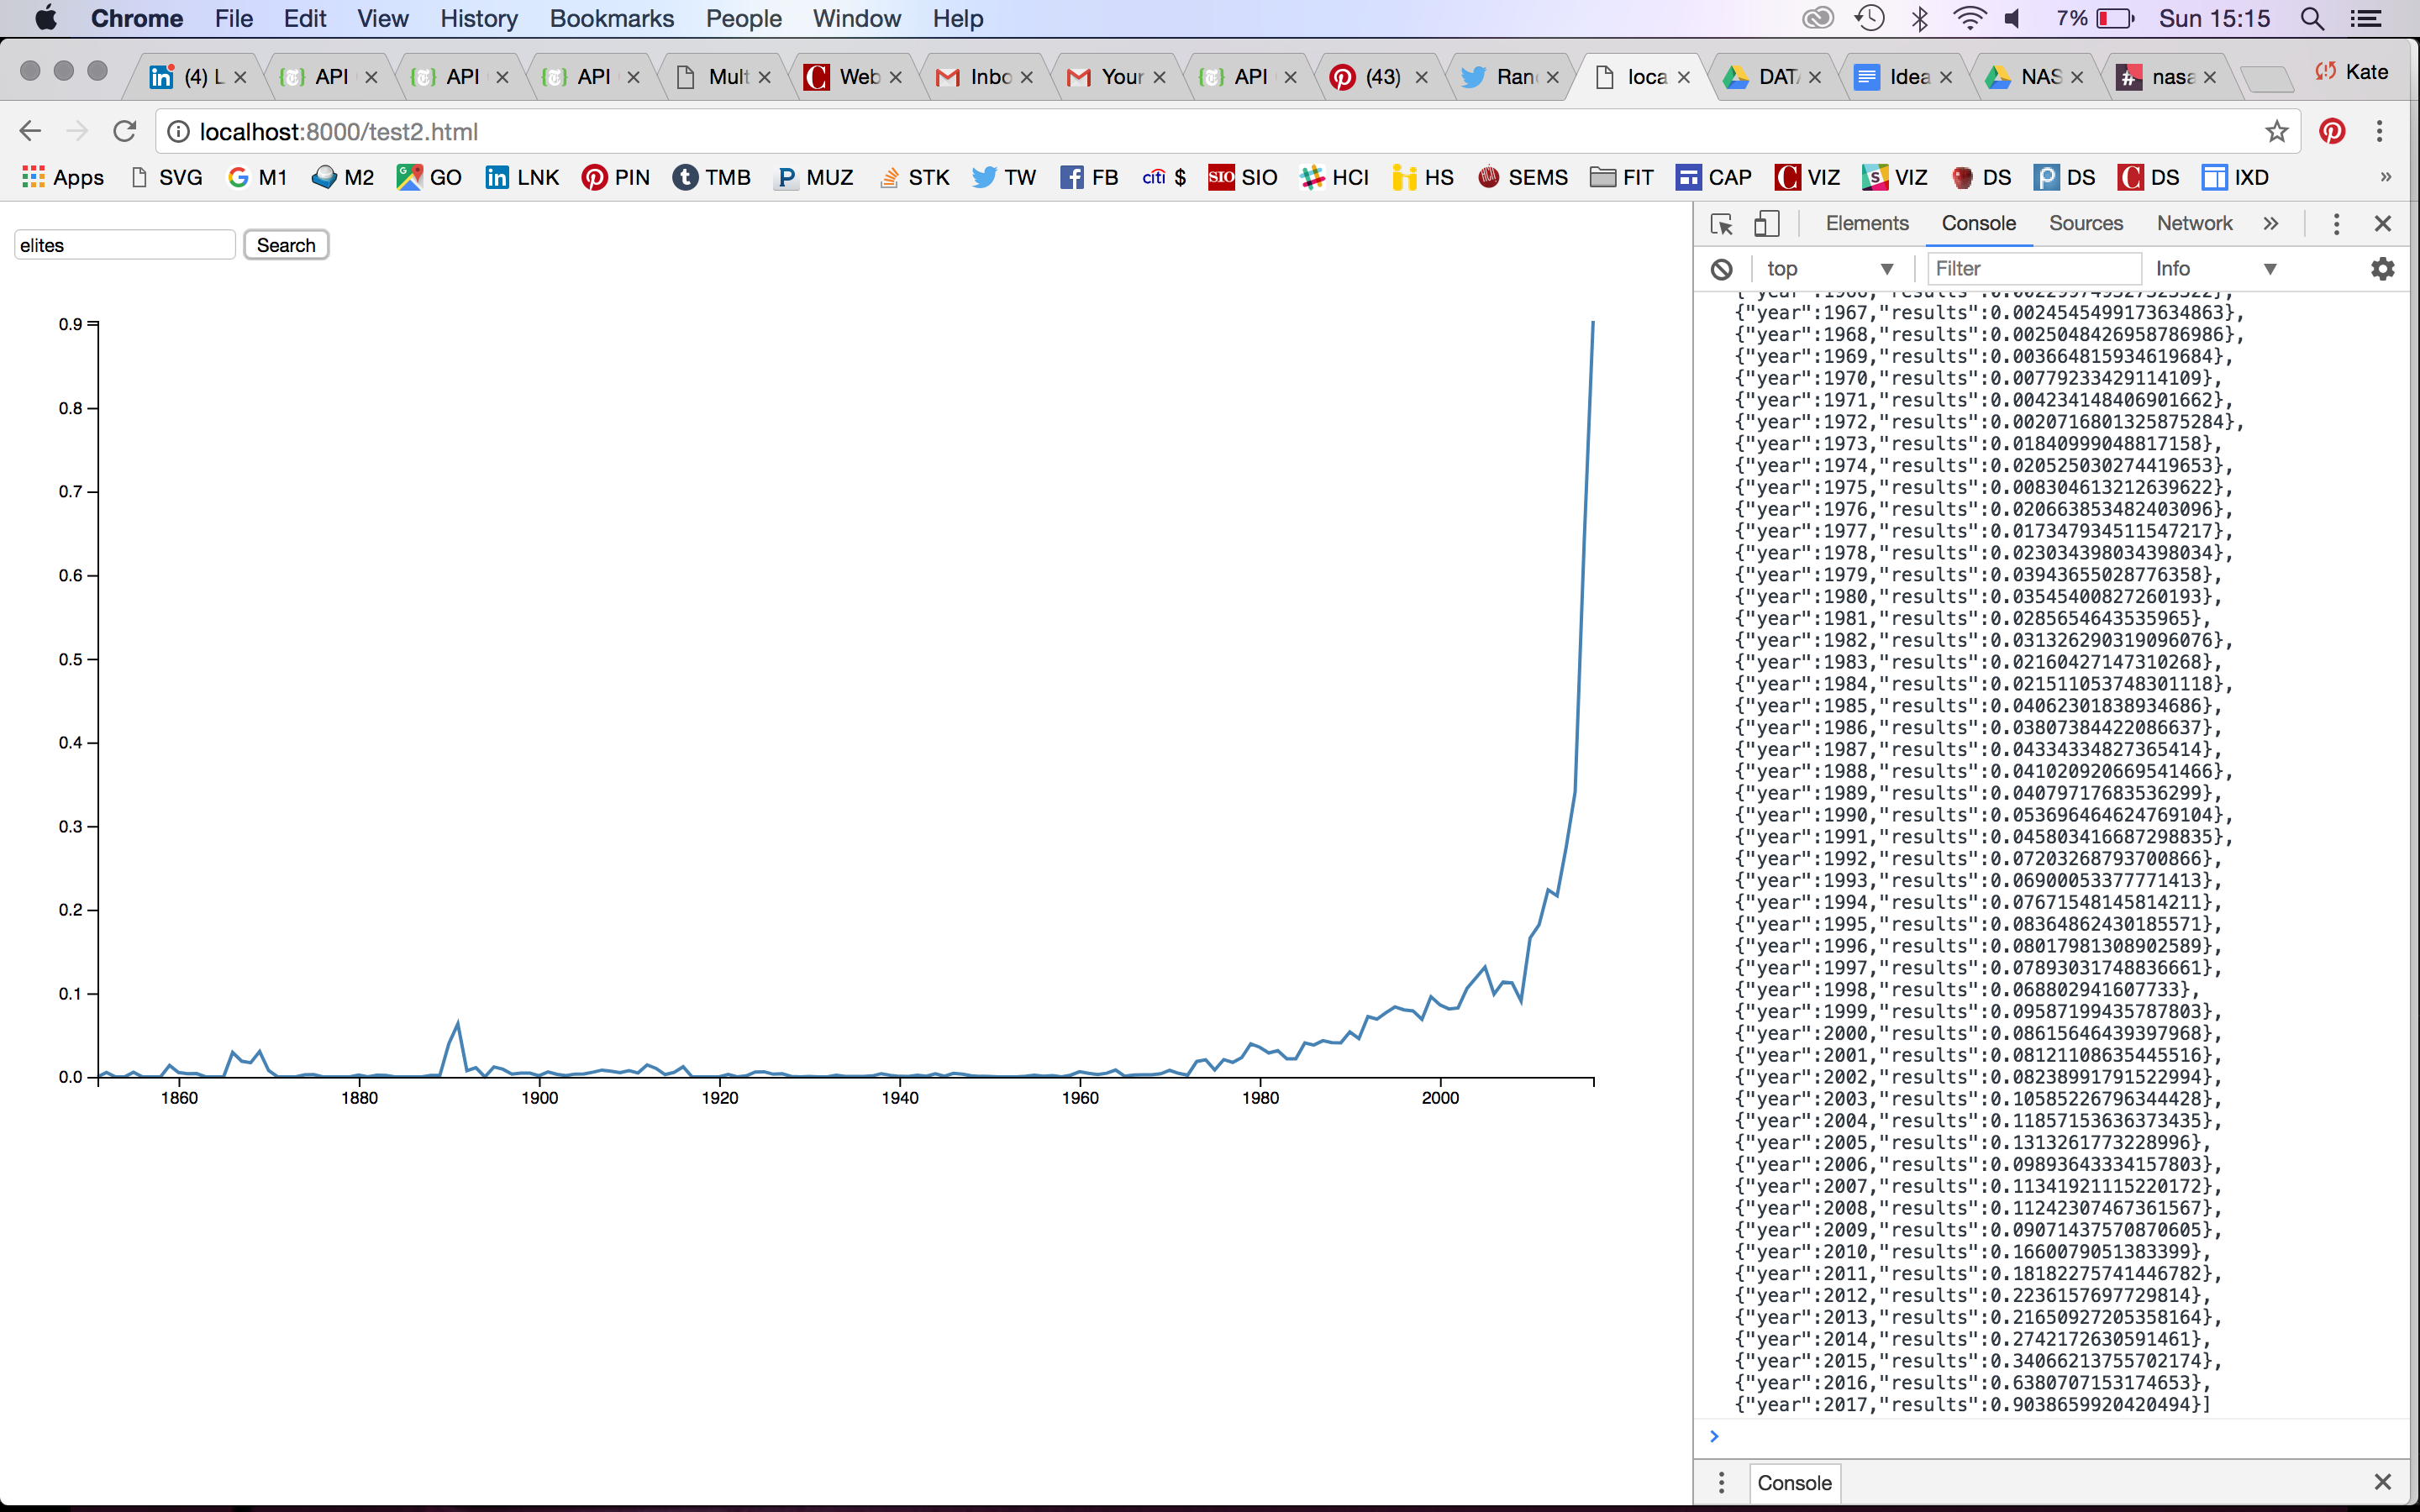 Chrome File Edit View History Bookmarks People Window Help 7% Sun 15:15
(4) L API API API Mult Web Inbo Your API (43) Ran loca DATA Idea NAS nasa Kate
localhost:8000/test2.html
Apps SVG M1 M2 GO LNK PIN TMB MUZ STK TW FB citi $ SIO SIO HCI HS SEMS FIT CAP VIZ VIZ DS DS DS IXD »
elites Search
0.9
0.8
0.7
0.6
0.5
0.4
0.3
0.2
0.1
0.0
1860 1880 1900 1920 1940 1960 1980 2000
Elements Console Sources Network »
top Filter Info
{"year":1967,"results":0.0024545499173634863},
{"year":1968,"results":0.0025048426958786986},
{"year":1969,"results":0.003664815934619684},
{"year":1970,"results":0.007792334291141​09},
{"year":1971,"results":0.004234148406901662},
{"year":1972,"results":0.0020716801325875284},
{"year":1973,"results":0.01840999048817158},
{"year":1974,"results":0.020525030274419653},
{"year":1975,"results":0.008304613212639622},
{"year":1976,"results":0.020663853482403096},
{"year":1977,"results":0.017347934511547217},
{"year":1978,"results":0.023034398034398034},
{"year":1979,"results":0.03943655028776358},
{"year":1980,"results":0.03545400827260193},
{"year":1981,"results":0.0285654643535965},
{"year":1982,"results":0.031326290319096076},
{"year":1983,"results":0.02160427147310268},
{"year":1984,"results":0.021511053748301118},
{"year":1985,"results":0.04062301838934686},
{"year":1986,"results":0.03807384422086637},
{"year":1987,"results":0.04334334827365414},
{"year":1988,"results":0.041020920669541466},
{"year":1989,"results":0.04079717683536299},
{"year":1990,"results":0.053696464624769104},
{"year":1991,"results":0.045803416687298835},
{"year":1992,"results":0.07203268793700866},
{"year":1993,"results":0.06900053377771413},
{"year":1994,"results":0.07671548145814211},
{"year":1995,"results":0.08364862430185571},
{"year":1996,"results":0.08017981308902589},
{"year":1997,"results":0.07893031748836661},
{"year":1998,"results":0.068802941607733},
{"year":1999,"results":0.09587199435787803},
{"year":2000,"results":0.08615646439397968},
{"year":2001,"results":0.08121108635445516},
{"year":2002,"results":0.08238991791522994},
{"year":2003,"results":0.10585226796344428},
{"year":2004,"results":0.11857153636373435},
{"year":2005,"results":0.1313261773228996},
{"year":2006,"results":0.09893643334157803},
{"year":2007,"results":0.11341921115220172},
{"year":2008,"results":0.11242307467361567},
{"year":2009,"results":0.09071437570870605},
{"year":2010,"results":0.1660079051383399},
{"year":2011,"results":0.18182275741446782},
{"year":2012,"results":0.2236157697729814},
{"year":2013,"results":0.21650927205358164},
{"year":2014,"results":0.2742172630591461},
{"year":2015,"results":0.34066213755702174},
{"year":2016,"results":0.6380707153174653},
{"year":2017,"results":0.9038659920420494}]
>
Console